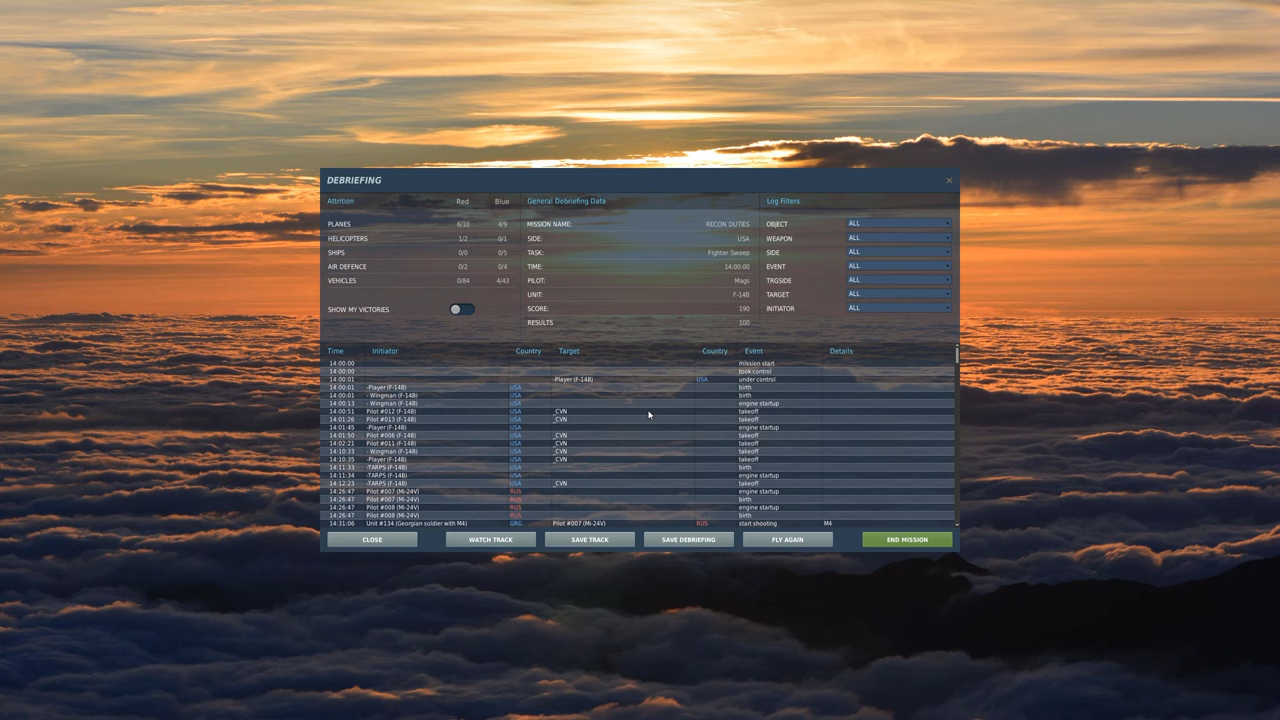 DEBRIEFING
Attrition Red Blue General Debriefing Data Log Filters
PLANES 6/10 4/9 MISSION NAME: RECON DUTIES OBJECT ALL
HELICOPTERS 1/2 0/1 SIDE: USA WEAPON ALL
SHIPS 0/0 0/5 TASK: Fighter Sweep SIDE ALL
AIR DEFENCE 0/2 0/4 TIME: 14:00:00 EVENT ALL
VEHICLES 0/84 4/43 PILOT: Mags TRGSIDE ALL
UNIT: F-14B TARGET ALL
SHOW MY VICTORIES SCORE: 190 INITIATOR ALL
RESULTS 100
Time Initiator Country Target Country Event Details
14:00:00 mission start
14:00:00 took control
14:00:01 -Player (F-14B) USA under control
14:00:01 -Player (F-14B) USA birth
14:00:01 - Wingman (F-14B) USA birth
14:00:13 - Wingman (F-14B) USA engine startup
14:00:51 Pilot #012 (F-14B) USA _CVN takeoff
14:01:26 Pilot #013 (F-14B) USA _CVN takeoff
14:01:45 -Player (F-14B) USA engine startup
14:01:50 Pilot #006 (F-14B) USA _CVN takeoff
14:02:21 Pilot #011 (F-14B) USA _CVN takeoff
14:10:33 - Wingman (F-14B) USA _CVN takeoff
14:10:35 -Player (F-14B) USA _CVN takeoff
14:11:33 -TARPS (F-14B) USA birth
14:11:34 -TARPS (F-14B) USA engine startup
14:12:23 -TARPS (F-14B) USA _CVN takeoff
14:26:47 Pilot #007 (Mi-24V) RUS engine startup
14:26:47 Pilot #007 (Mi-24V) RUS birth
14:26:47 Pilot #008 (Mi-24V) RUS engine startup
14:26:47 Pilot #008 (Mi-24V) RUS birth
14:31:06 Unit #134 (Georgian soldier with M4) GRG Pilot #007 (Mi-24V) RUS start shooting M4
CLOSE WATCH TRACK SAVE TRACK SAVE DEBRIEFING FLY AGAIN END MISSION